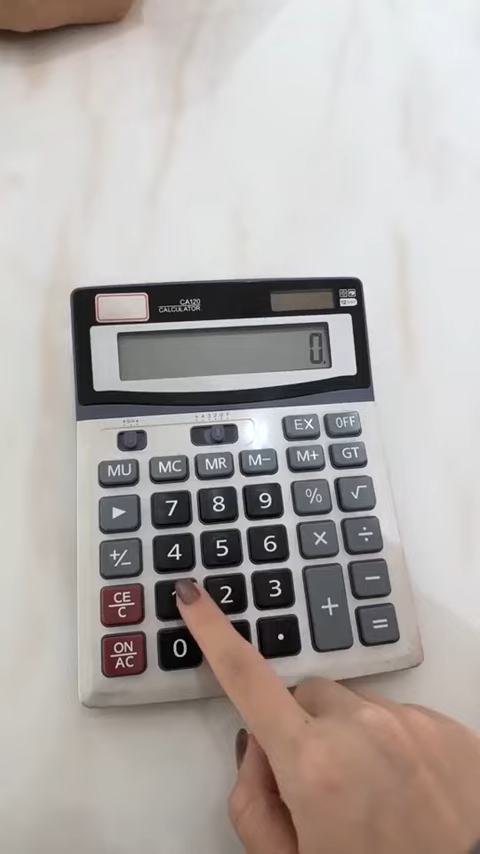 CA120
CALCULATOR
0.
EX OFF
MU MC MR M− M+ GT
▶ 7 8 9 % √
+/− 4 5 6 × ÷
CE/C 1 2 3 + −
ON/AC 0 . =